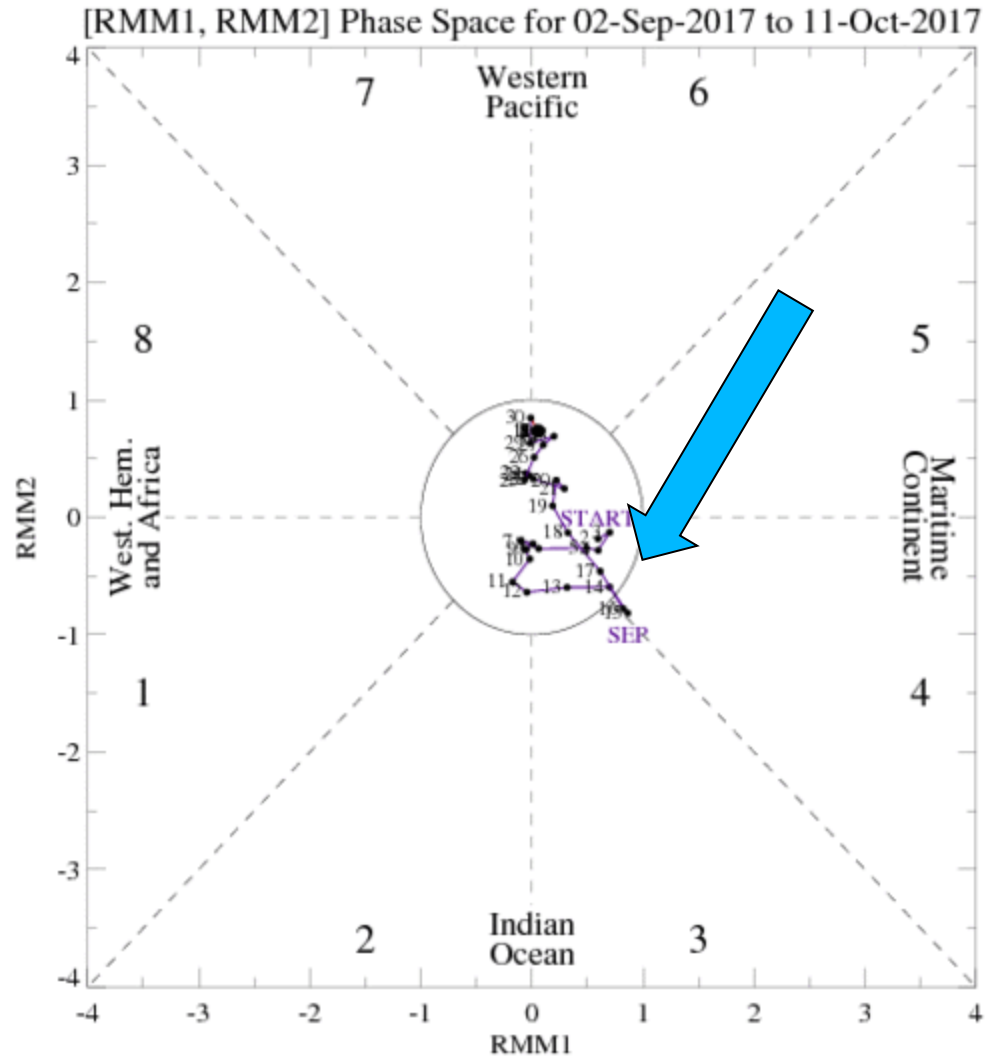 [RMM1, RMM2] Phase Space for 02-Sep-2017 to 11-Oct-2017
4
7
Western
Pacific
6
3
2
8
5
1
30
RMM2
West. Hem.
and Africa
0
19
START
18
Maritime
Continent
7
10
17
11
12
13
14
SEP
-1
1
4
-2
-3
2
Indian
Ocean
3
-4
-4
-3
-2
-1
0
1
2
3
4
RMM1